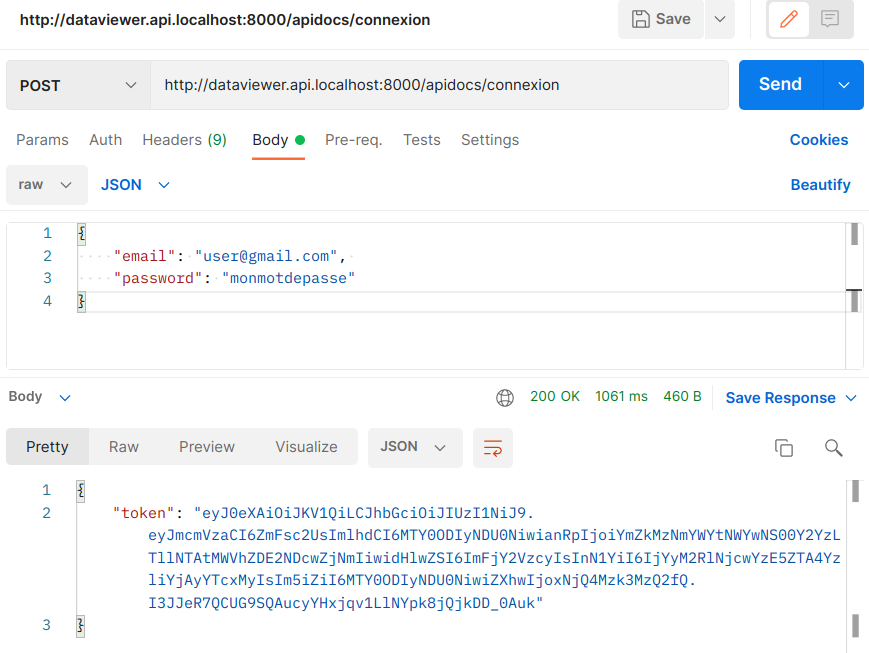 http://dataviewer.api.localhost:8000/apidocs/connexion
Save
POST
http://dataviewer.api.localhost:8000/apidocs/connexion
Send
Params Auth Headers (9) Body Pre-req. Tests Settings Cookies
raw JSON Beautify
1 {
2 "email": "user@gmail.com",
3 "password": "monmotdepasse"
4 }
Body 200 OK 1061 ms 460 B Save Response
Pretty Raw Preview Visualize JSON
1 {
2 "token": "eyJ0eXAiOiJKV1QiLCJhbGciOiJIUzI1NiJ9.
eyJmcmVzaCI6ZmFsc2UsImlhdCI6MTY0ODIyNDU0NiwianRpIjoiYmZkMzNmYWYtNWYwNS00Y2YzL
TllNTAtMWVhZDE2NDcwZjNmIiwidHlwZSI6ImFjY2VzcyIsInN1YiI6IjYyM2RlNjcwYzE5ZTA4Yz
liYjAyYTcxMyIsIm5iZiI6MTY0ODIyNDU0NiwiZXhwIjoxNjQ4Mzk3MzQ2fQ.
I3JJeR7QCUG9SQAucyYHxjqv1LlNYpk8jQjkDD_0Auk"
3 }